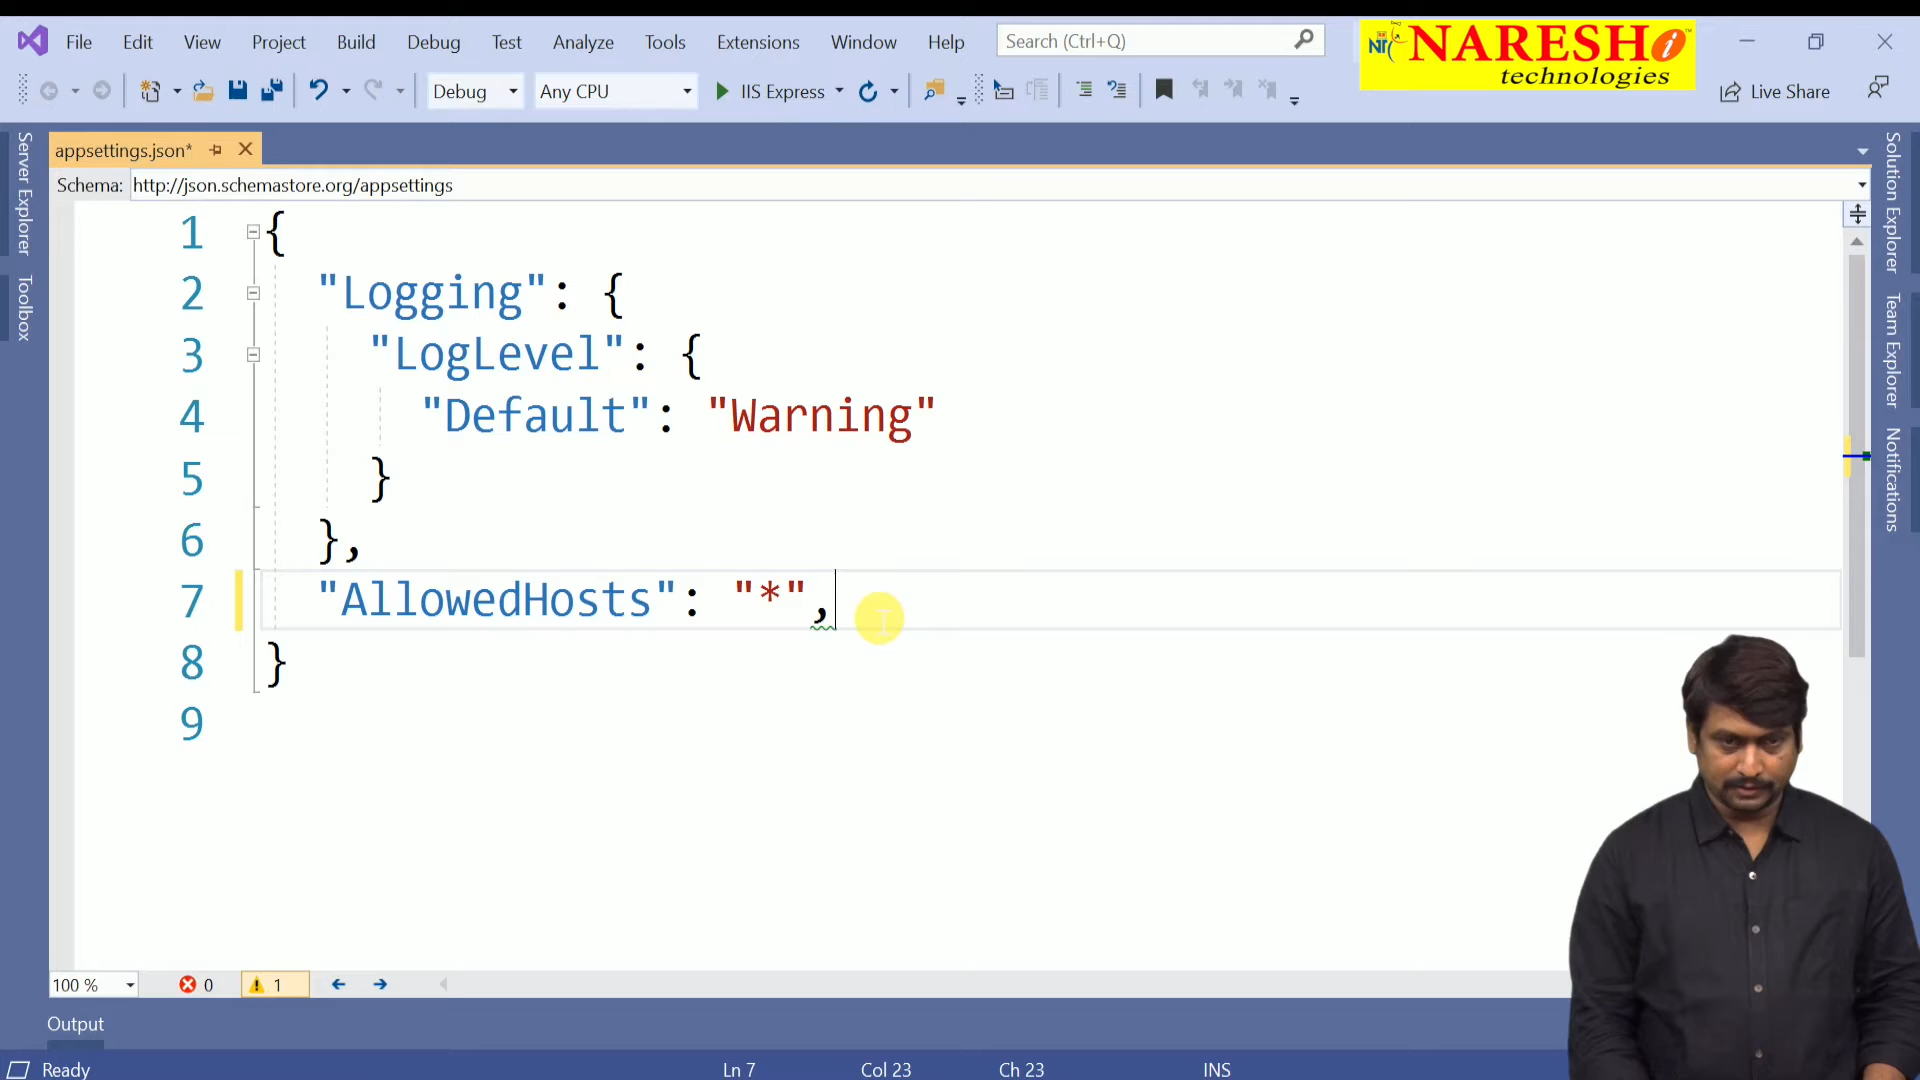 File Edit View Project Build Debug Test Analyze Tools Extensions Window Help Search (Ctrl+Q)
NARESH i
technologies
Debug Any CPU IIS Express Live Share
appsettings.json*
Schema: http://json.schemastore.org/appsettings
Server Explorer
Toolbox
Solution Explorer
Team Explorer
Notifications
1 {
2 "Logging": {
3 "LogLevel": {
4 "Default": "Warning"
5 }
6 },
7 "AllowedHosts": "*",
8 }
9
100 % 0 1
Output
Ready Ln 7 Col 23 Ch 23 INS